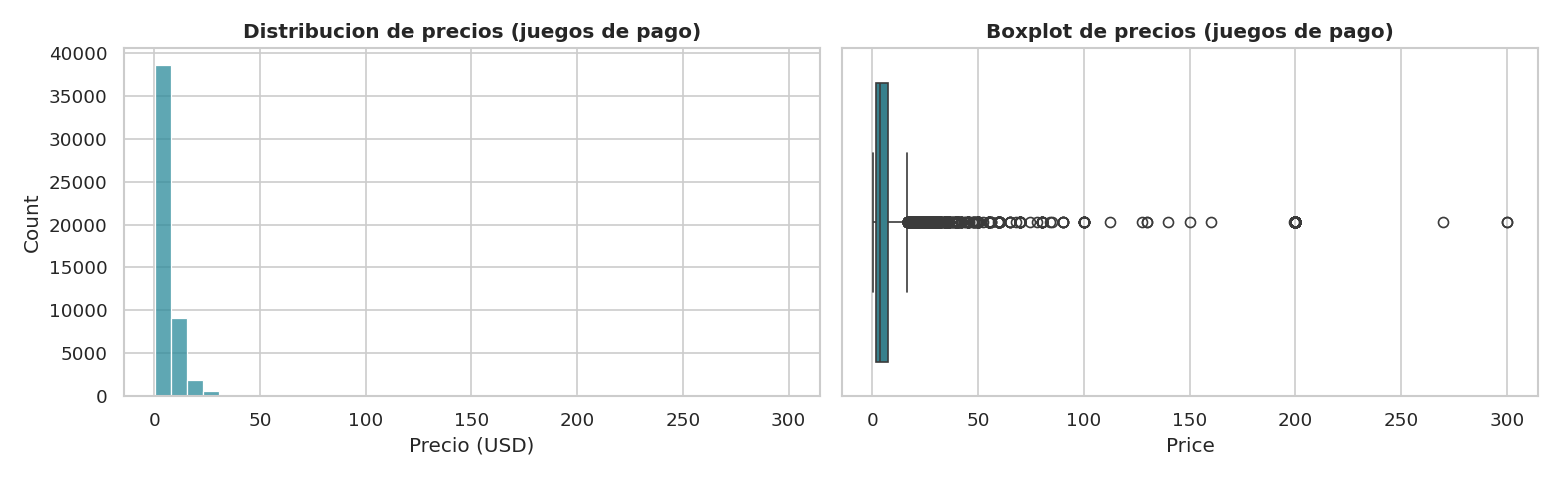 Distribucion de precios (juegos de pago)
40000
35000
30000
25000
20000
15000
10000
5000
0
Count
0 50 100 150 200 250 300
Precio (USD)
Boxplot de precios (juegos de pago)
0 50 100 150 200 250 300
Price